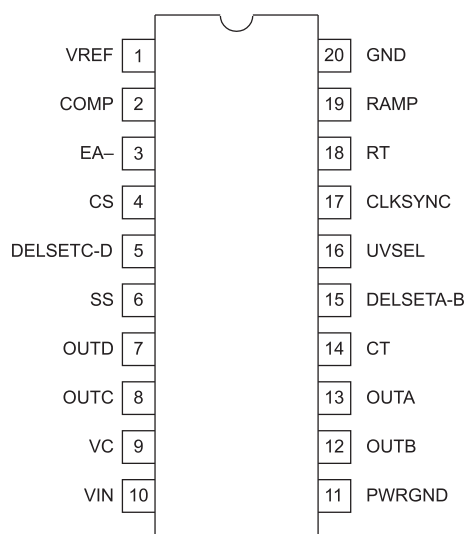 VREF 1 20 GND
COMP 2 19 RAMP
EA– 3 18 RT
CS 4 17 CLKSYNC
DELSETC-D 5 16 UVSEL
SS 6 15 DELSETA-B
OUTD 7 14 CT
OUTC 8 13 OUTA
VC 9 12 OUTB
VIN 10 11 PWRGND